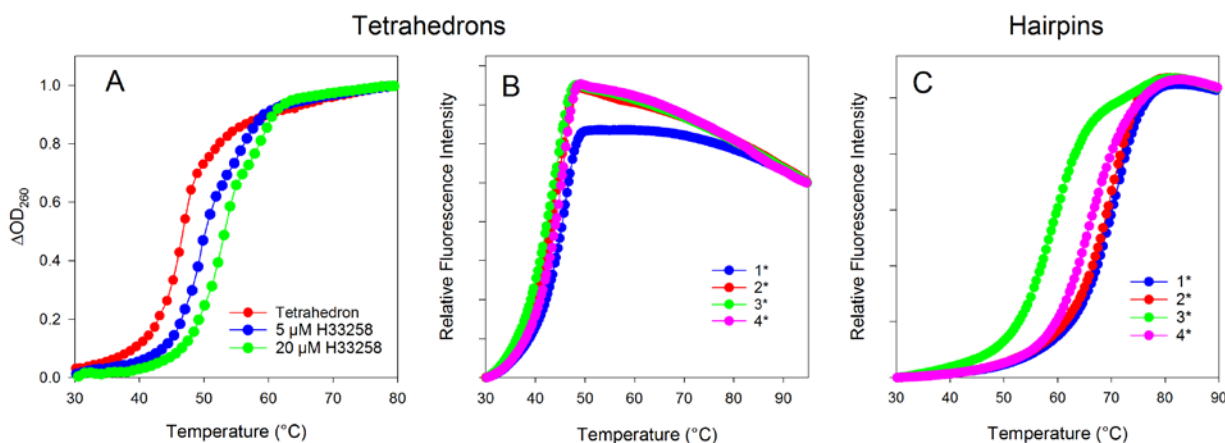 Tetrahedrons
Hairpins
A
B
C
ΔOD260
1.0
0.8
0.6
0.4
0.2
0.0
Tetrahedron
5 µM H33258
20 µM H33258
30 40 50 60 70 80
Temperature (°C)
Relative Fluorescence Intensity
1*
2*
3*
4*
30 40 50 60 70 80 90
Temperature (°C)
Relative Fluorescence Intensity
1*
2*
3*
4*
30 40 50 60 70 80 90
Temperature (°C)